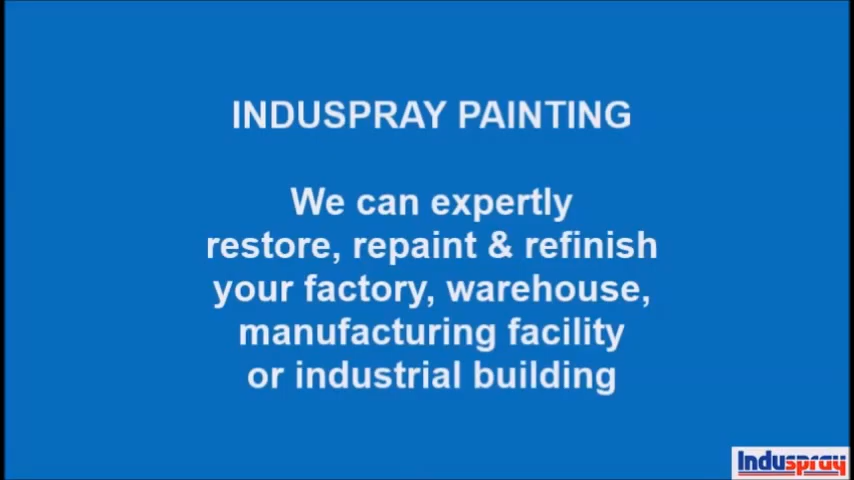 INDUSPRAY PAINTING
We can expertly
restore, repaint & refinish
your factory, warehouse,
manufacturing facility
or industrial building
Induspray